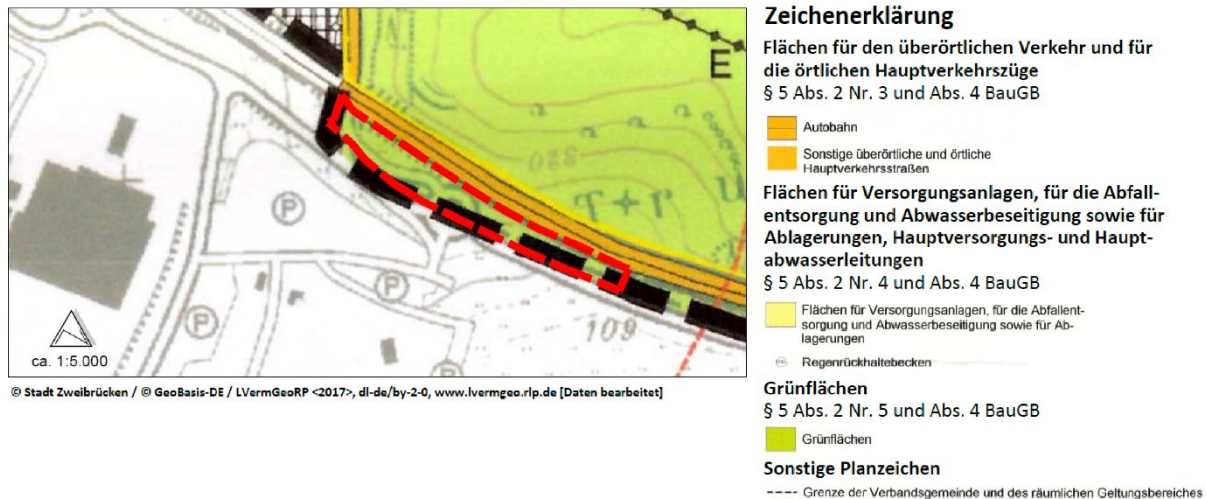 E
320
T+r
u
P
P
P
P
109
ca. 1:5.000
© Stadt Zweibrücken / © GeoBasis-DE / LVermGeoRP <2017>, dl-de/by-2-0, www.lvermgeo.rlp.de [Daten bearbeitet]
Zeichenerklärung
Flächen für den überörtlichen Verkehr und für
die örtlichen Hauptverkehrszüge
§ 5 Abs. 2 Nr. 3 und Abs. 4 BauGB
Autobahn
Sonstige überörtliche und örtliche
Hauptverkehrsstraßen
Flächen für Versorgungsanlagen, für die Abfall-
entsorgung und Abwasserbeseitigung sowie für
Ablagerungen, Hauptversorgungs- und Haupt-
abwasserleitungen
§ 5 Abs. 2 Nr. 4 und Abs. 4 BauGB
Flächen für Versorgungsanlagen, für die Abfallent-
sorgung und Abwasserbeseitigung sowie für Ab-
lagerungen
Regenrückhaltebecken
Grünflächen
§ 5 Abs. 2 Nr. 5 und Abs. 4 BauGB
Grünflächen
Sonstige Planzeichen
Grenze der Verbandsgemeinde und des räumlichen Geltungsbereiches